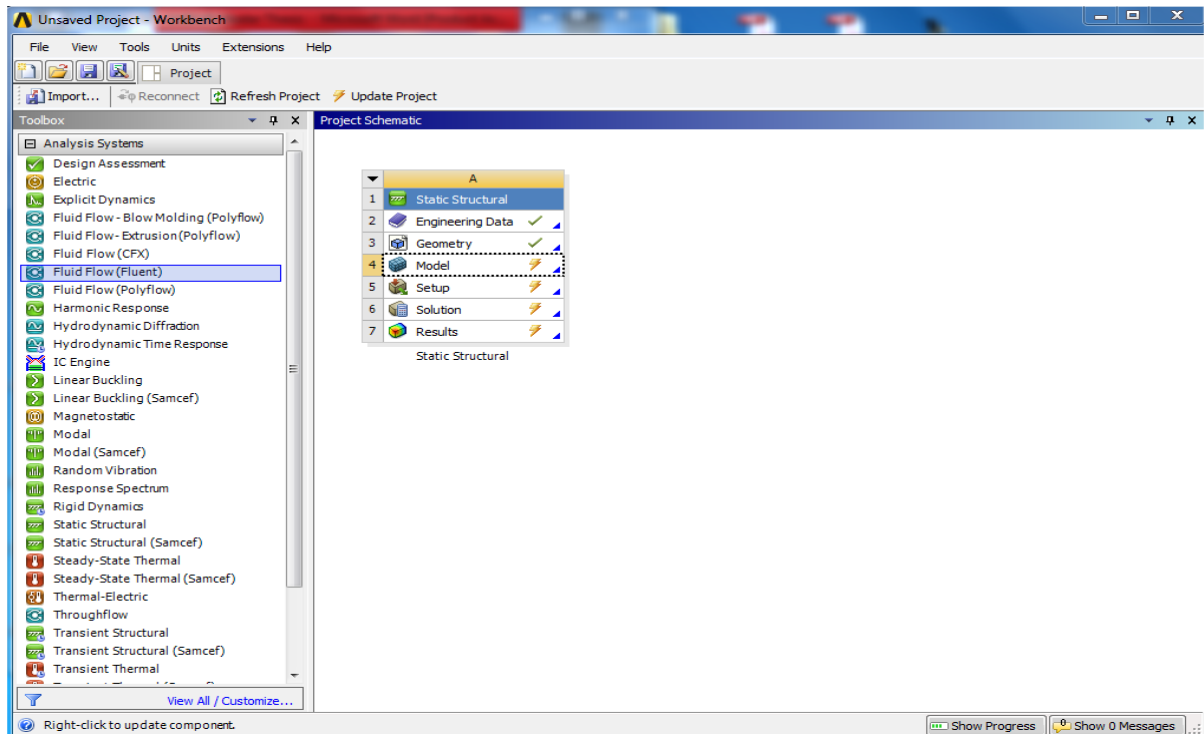 Unsaved Project - Workbench
File View Tools Units Extensions Help
Project
Import... Reconnect Refresh Project Update Project
Toolbox
Project Schematic
Analysis Systems
Design Assessment
Electric
Explicit Dynamics
Fluid Flow - Blow Molding (Polyflow)
Fluid Flow - Extrusion (Polyflow)
Fluid Flow (CFX)
Fluid Flow (Fluent)
Fluid Flow (Polyflow)
Harmonic Response
Hydrodynamic Diffraction
Hydrodynamic Time Response
IC Engine
Linear Buckling
Linear Buckling (Samcef)
Magnetostatic
Modal
Modal (Samcef)
Random Vibration
Response Spectrum
Rigid Dynamics
Static Structural
Static Structural (Samcef)
Steady-State Thermal
Steady-State Thermal (Samcef)
Thermal-Electric
Throughflow
Transient Structural
Transient Structural (Samcef)
Transient Thermal
View All / Customize...
A
1 Static Structural
2 Engineering Data
3 Geometry
4 Model
5 Setup
6 Solution
7 Results
Static Structural
Right-click to update component.
Show Progress
0 Show 0 Messages